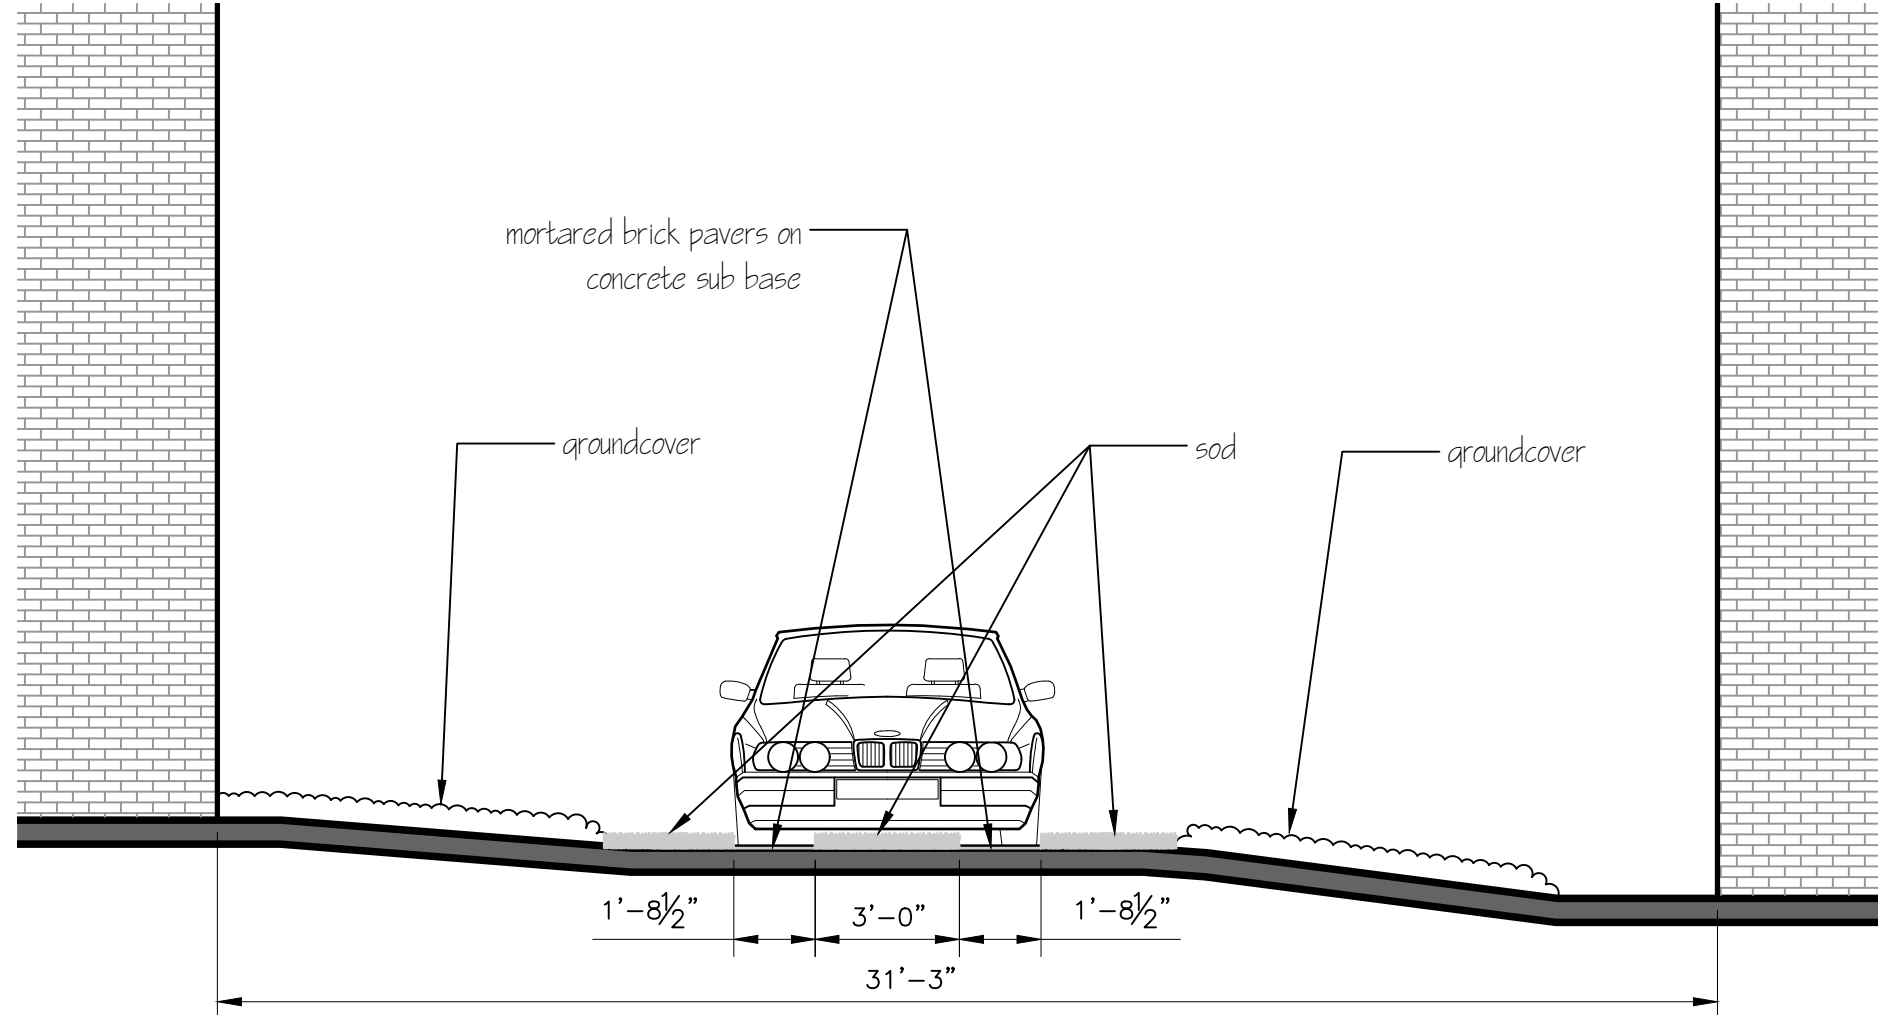 mortared brick pavers on
concrete sub base
groundcover
sod
groundcover
1'-8½"
3'-0"
1'-8½"
31'-3"